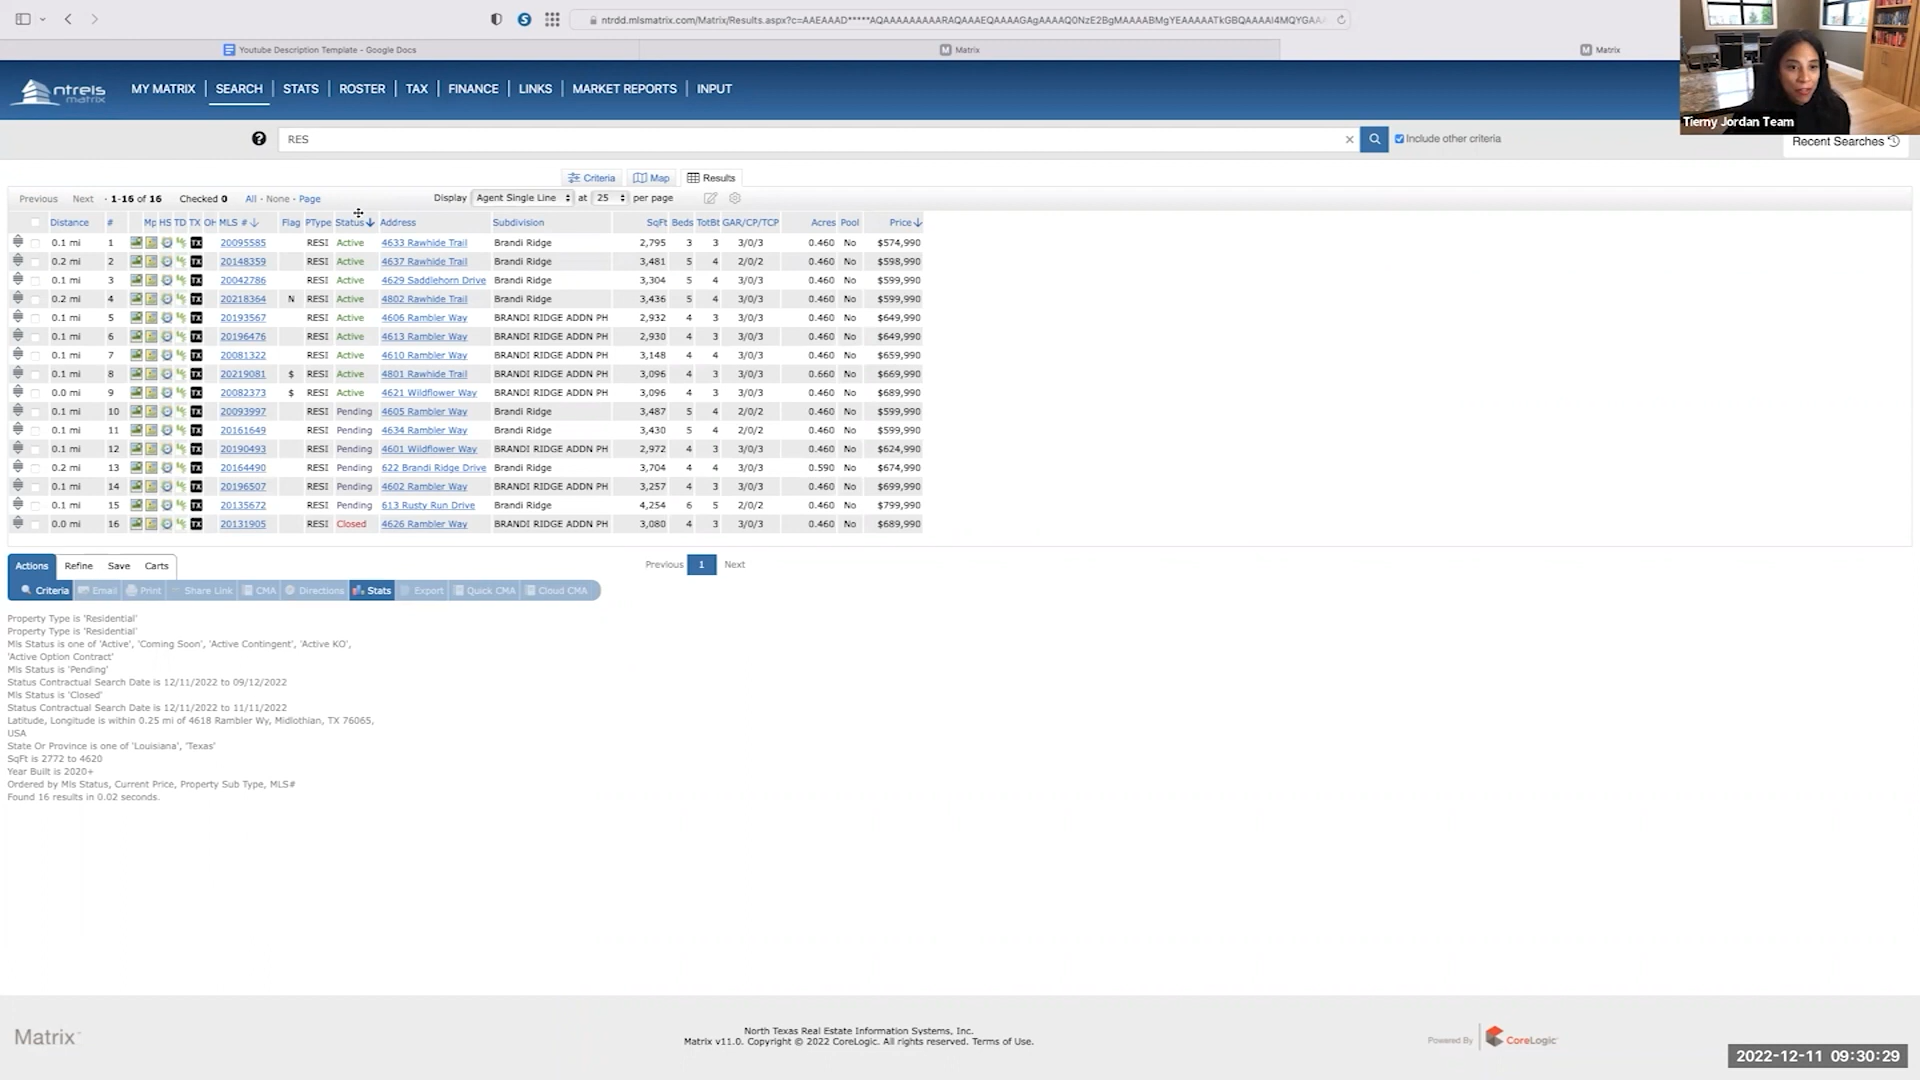 ntrdd.mlsmatrix.com/Matrix/Results.aspx?c=AAEAAAD*****AQAAAAAAAAARAQAAAEQAAAAGAgAAAAQ0NzE2BgMAAAABMgYEAAAAATkGBQAAAAI4MQYGAA
Youtube Description Template - Google Docs
Matrix
Matrix
Tierny Jordan Team
ntreis matrix
MY MATRIX SEARCH STATS ROSTER TAX FINANCE LINKS MARKET REPORTS INPUT
RES
Include other criteria
Recent Searches
Criteria Map Results
Previous Next · 1-16 of 16 Checked 0 All · None · Page Display Agent Single Line at 25 per page
Distance # Mp HS TD TX OH MLS # Flag PType Status Address Subdivision SqFt Beds TotBt GAR/CP/TCP Acres Pool Price
0.1 mi 1 TX 20095585 RESI Active 4633 Rawhide Trail Brandi Ridge 2,795 3 3 3/0/3 0.460 No $574,990
0.2 mi 2 TX 20148359 RESI Active 4637 Rawhide Trail Brandi Ridge 3,481 5 4 2/0/2 0.460 No $598,990
0.1 mi 3 TX 20042786 RESI Active 4629 Saddlehorn Drive Brandi Ridge 3,304 5 4 3/0/3 0.460 No $599,990
0.2 mi 4 TX 20218364 N RESI Active 4802 Rawhide Trail Brandi Ridge 3,436 5 4 3/0/3 0.460 No $599,990
0.1 mi 5 TX 20193567 RESI Active 4606 Rambler Way BRANDI RIDGE ADDN PH 2,932 4 3 3/0/3 0.460 No $649,990
0.1 mi 6 TX 20196476 RESI Active 4613 Rambler Way BRANDI RIDGE ADDN PH 2,930 4 3 3/0/3 0.460 No $649,990
0.1 mi 7 TX 20081322 RESI Active 4610 Rambler Way BRANDI RIDGE ADDN PH 3,148 4 4 3/0/3 0.460 No $659,990
0.1 mi 8 TX 20219081 $ RESI Active 4801 Rawhide Trail BRANDI RIDGE ADDN PH 3,096 4 3 3/0/3 0.660 No $669,990
0.0 mi 9 TX 20082373 $ RESI Active 4621 Wildflower Way BRANDI RIDGE ADDN PH 3,096 4 3 3/0/3 0.460 No $689,990
0.1 mi 10 TX 20093997 RESI Pending 4605 Rambler Way Brandi Ridge 3,487 5 4 2/0/2 0.460 No $599,990
0.1 mi 11 TX 20161649 RESI Pending 4634 Rambler Way Brandi Ridge 3,430 5 4 2/0/2 0.460 No $599,990
0.1 mi 12 TX 20190493 RESI Pending 4601 Wildflower Way BRANDI RIDGE ADDN PH 2,972 4 3 3/0/3 0.460 No $624,990
0.2 mi 13 TX 20164490 RESI Pending 622 Brandi Ridge Drive Brandi Ridge 3,704 4 4 3/0/3 0.590 No $674,990
0.1 mi 14 TX 20196507 RESI Pending 4602 Rambler Way BRANDI RIDGE ADDN PH 3,257 4 3 3/0/3 0.460 No $699,990
0.1 mi 15 TX 20135672 RESI Pending 613 Rusty Run Drive Brandi Ridge 4,254 6 5 2/0/2 0.460 No $799,990
0.0 mi 16 TX 20131905 RESI Closed 4626 Rambler Way BRANDI RIDGE ADDN PH 3,080 4 3 3/0/3 0.460 No $689,990
Actions Refine Save Carts
Previous 1 Next
Criteria Email Print Share Link CMA Directions Stats Export Quick CMA Cloud CMA
Property Type is 'Residential'
Property Type is 'Residential'
Mls Status is one of 'Active', 'Coming Soon', 'Active Contingent', 'Active KO',
'Active Option Contract'
Mls Status is 'Pending'
Status Contractual Search Date is 12/11/2022 to 09/12/2022
Mls Status is 'Closed'
Status Contractual Search Date is 12/11/2022 to 11/11/2022
Latitude, Longitude is within 0.25 mi of 4618 Rambler Wy, Midlothian, TX 76065,
USA
State Or Province is one of 'Louisiana', 'Texas'
SqFt is 2772 to 4620
Year Built is 2020+
Ordered by Mls Status, Current Price, Property Sub Type, MLS#
Found 16 results in 0.02 seconds.
Matrix
North Texas Real Estate Information Systems, Inc.
Matrix v11.0. Copyright © 2022 CoreLogic. All rights reserved. Terms of Use.
Powered By CoreLogic
2022-12-11 09:30:29